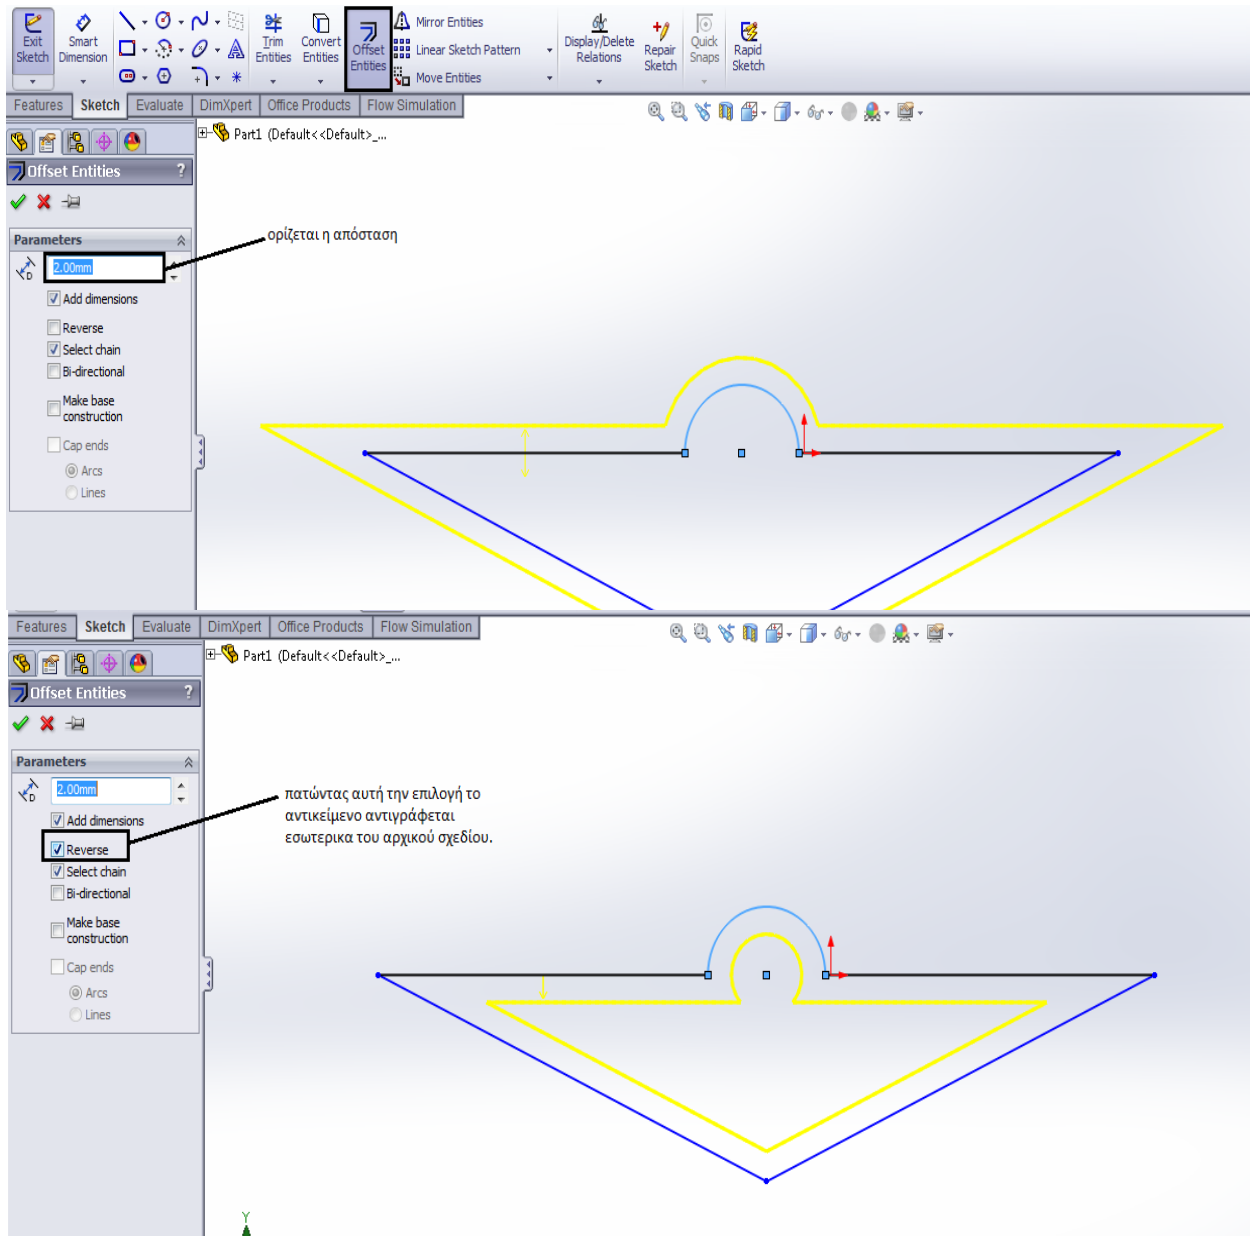 Exit Sketch
Smart Dimension
Trim Entities
Convert Entities
Offset Entities
Mirror Entities
Linear Sketch Pattern
Move Entities
Display/Delete Relations
Repair Sketch
Quick Snaps
Rapid Sketch
Features Sketch Evaluate DimXpert Office Products Flow Simulation
Part1 (Default<<Default>_...
Offset Entities ?
Parameters
D 2.00mm
ορίζεται η απόσταση
Add dimensions
Reverse
Select chain
Bi-directional
Make base
construction
Cap ends
Arcs
Lines
Features Sketch Evaluate DimXpert Office Products Flow Simulation
Part1 (Default<<Default>_...
Offset Entities ?
Parameters
D 2.00mm
πατώντας αυτή την επιλογή το
αντικείμενο αντιγράφεται
εσωτερικα του αρχικού σχεδίου.
Add dimensions
Reverse
Select chain
Bi-directional
Make base
construction
Cap ends
Arcs
Lines
Y